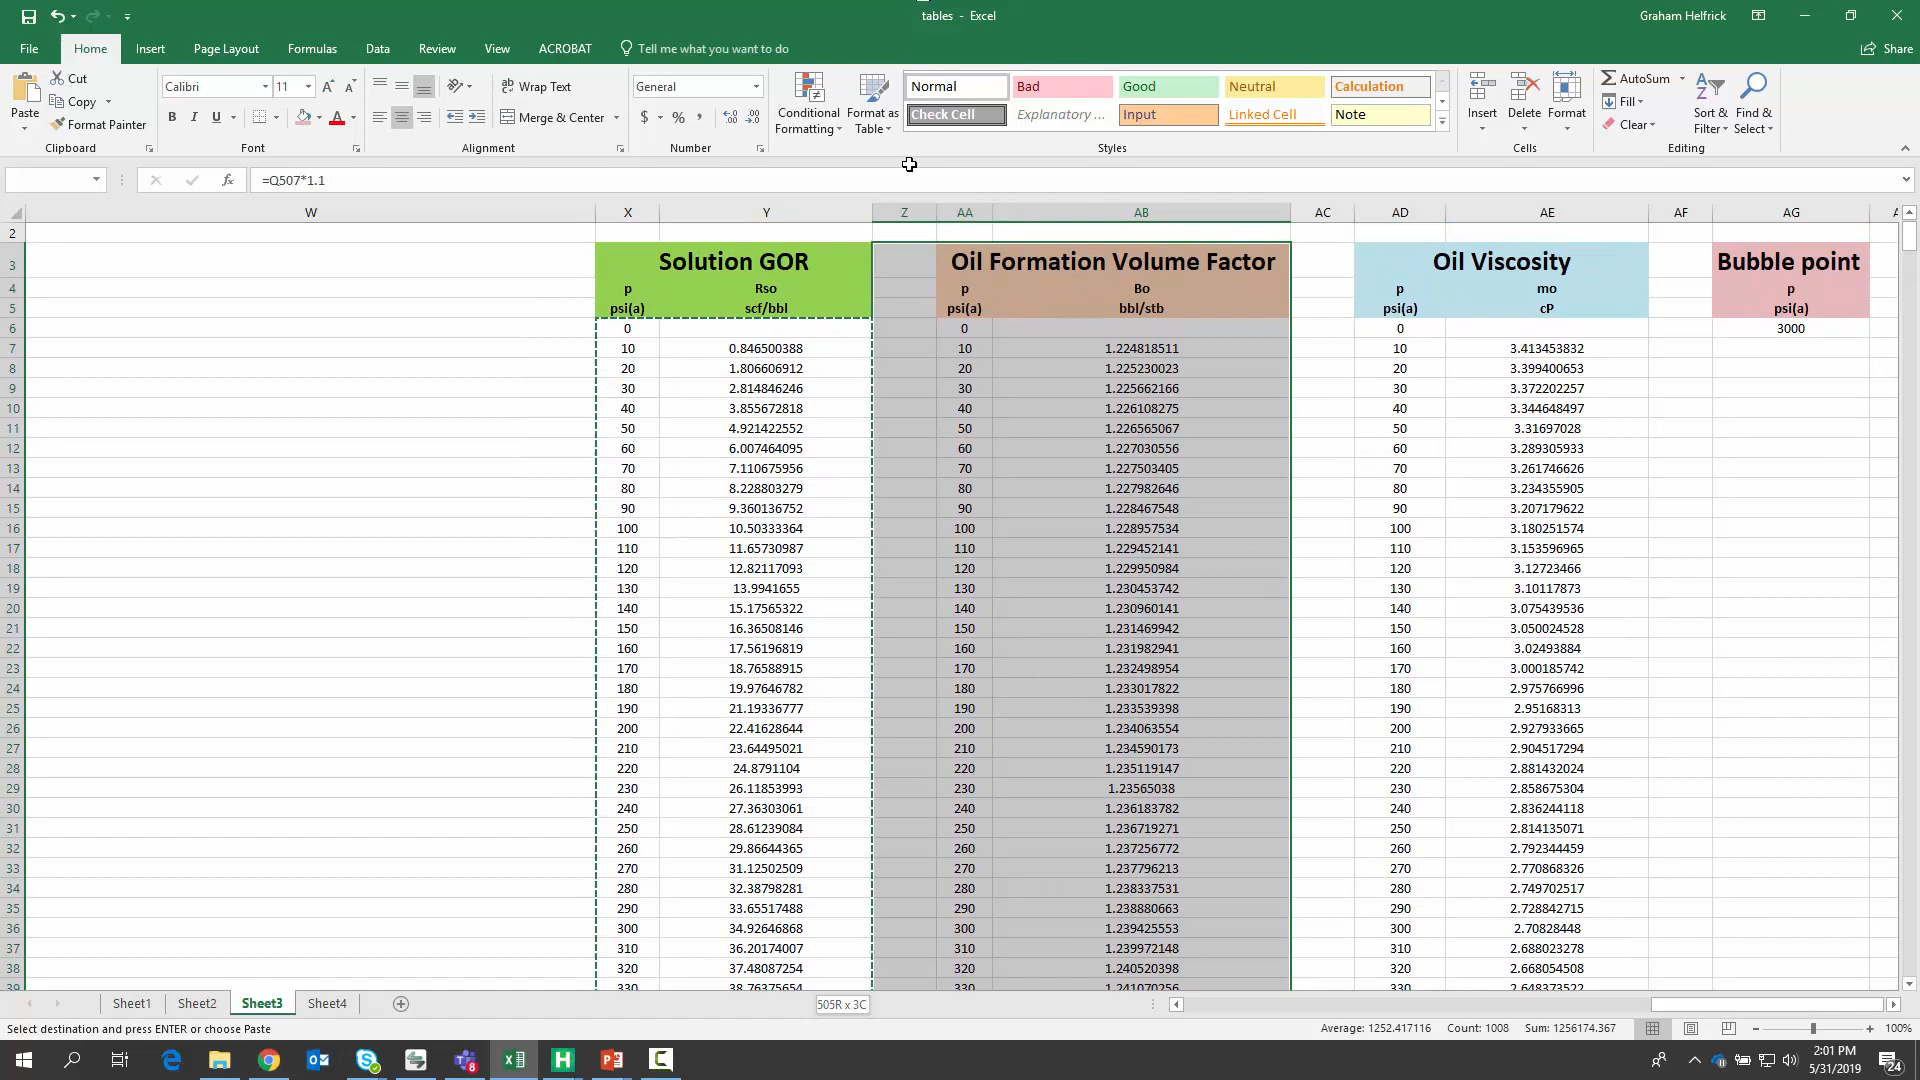 tables - Excel
Graham Helfrick
File Home Insert Page Layout Formulas Data Review View ACROBAT Tell me what you want to do Share
Paste
Cut
Copy
Format Painter
Clipboard
Calibri 11
B I U
Font
Wrap Text
Merge & Center
Alignment
General
$ %
Number
Conditional Formatting
Format as Table
Normal Bad Good Neutral Calculation
Check Cell Explanatory ... Input Linked Cell Note
Styles
Insert Delete Format
Cells
AutoSum
Fill
Clear
Sort & Filter
Find & Select
Editing
fx =Q507*1.1
W X Y Z AA AB AC AD AE AF AG
2
3 Solution GOR Oil Formation Volume Factor Oil Viscosity Bubble point
4 p Rso p Bo p mo p
5 psi(a) scf/bbl psi(a) bbl/stb psi(a) cP psi(a)
6 0 0 0 3000
7 10 0.846500388 10 1.224818511 10 3.413453832
8 20 1.806606912 20 1.225230023 20 3.399400653
9 30 2.814846246 30 1.225662166 30 3.372202257
10 40 3.855672818 40 1.226108275 40 3.344648497
11 50 4.921422552 50 1.226565067 50 3.31697028
12 60 6.007464095 60 1.227030556 60 3.289305933
13 70 7.110675956 70 1.227503405 70 3.261746626
14 80 8.228803279 80 1.227982646 80 3.234355905
15 90 9.360136752 90 1.228467548 90 3.207179622
16 100 10.50333364 100 1.228957534 100 3.180251574
17 110 11.65730987 110 1.229452141 110 3.153596965
18 120 12.82117093 120 1.229950984 120 3.12723466
19 130 13.9941655 130 1.230453742 130 3.10117873
20 140 15.17565322 140 1.230960141 140 3.075439536
21 150 16.36508146 150 1.231469942 150 3.050024528
22 160 17.56196819 160 1.231982941 160 3.02493884
23 170 18.76588915 170 1.232498954 170 3.000185742
24 180 19.97646782 180 1.233017822 180 2.975766996
25 190 21.19336777 190 1.233539398 190 2.95168313
26 200 22.41628644 200 1.234063554 200 2.927933665
27 210 23.64495021 210 1.234590173 210 2.904517294
28 220 24.8791104 220 1.235119147 220 2.881432024
29 230 26.11853993 230 1.23565038 230 2.858675304
30 240 27.36303061 240 1.236183782 240 2.836244118
31 250 28.61239084 250 1.236719271 250 2.814135071
32 260 29.86644365 260 1.237256772 260 2.792344459
33 270 31.12502509 270 1.237796213 270 2.770868326
34 280 32.38798281 280 1.238337531 280 2.749702517
35 290 33.65517488 290 1.238880663 290 2.728842715
36 300 34.92646868 300 1.239425553 300 2.70828448
37 310 36.20174007 310 1.239972148 310 2.688023278
38 320 37.48087254 320 1.240520398 320 2.668054508
39 330 38.76375654 330 1.241070256 330 2.648373522
Sheet1 Sheet2 Sheet3 Sheet4 505R x 3C
Select destination and press ENTER or choose Paste Average: 1252.417116 Count: 1008 Sum: 1256174.367 100%
2:01 PM
5/31/2019
8
24